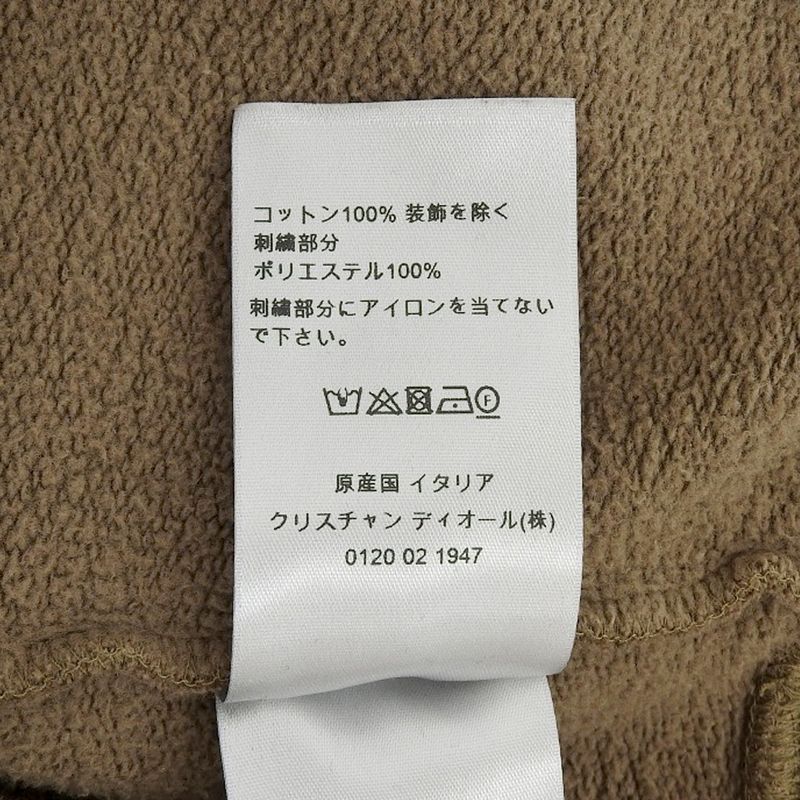 コットン100% 装飾を除く
刺繍部分
ポリエステル100%
刺繍部分にアイロンを当てない
で下さい。
F
原産国 イタリア
クリスチャン ディオール(株)
0120 02 1947